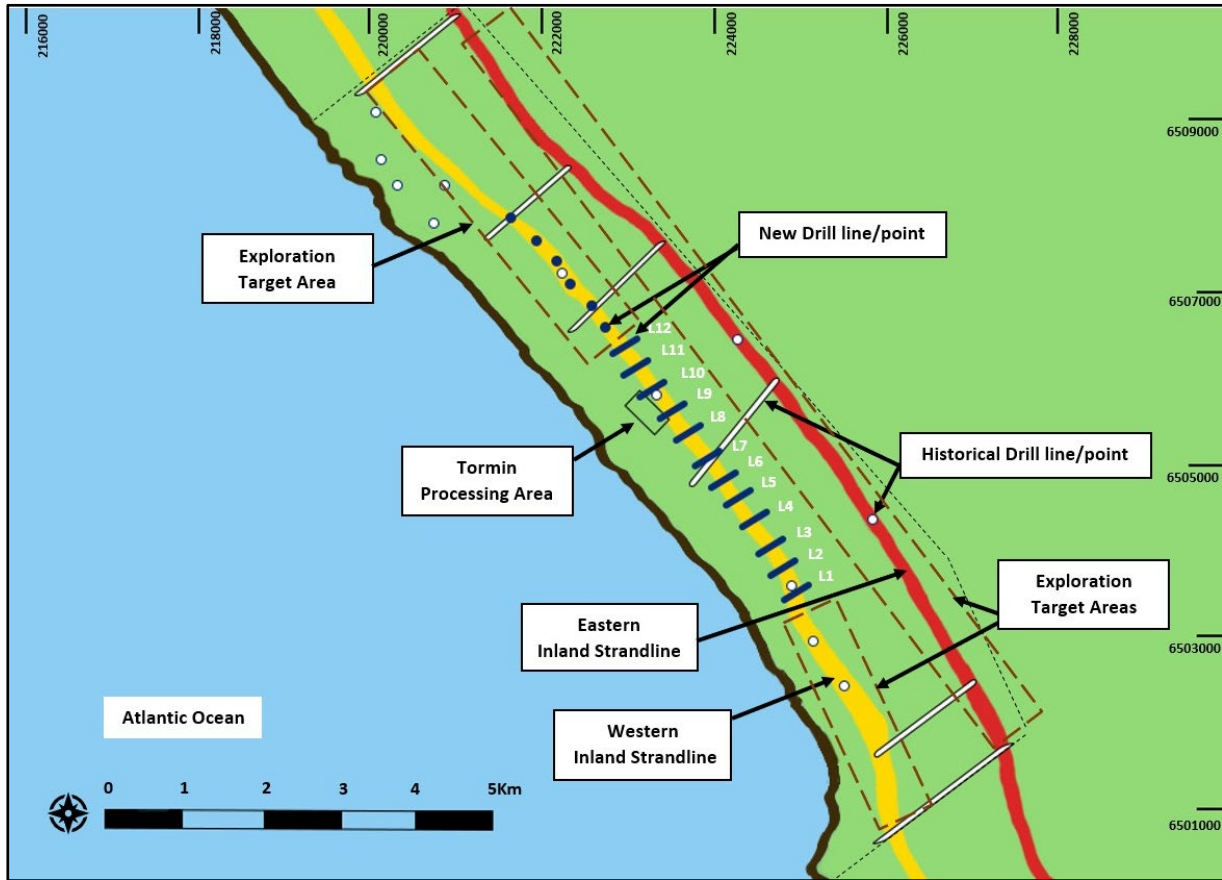 216000
218000
220000
222000
224000
226000
228000
6509000
New Drill line/point
Exploration
Target Area
6507000
L12
L11
L10
L9
L8
L7
L6
L5
L4
L3
L2
L1
Historical Drill line/point
Tormin
Processing Area
6505000
Exploration
Target Areas
Eastern
Inland Strandline
6503000
Western
Inland Strandline
Atlantic Ocean
0 1 2 3 4 5Km
6501000